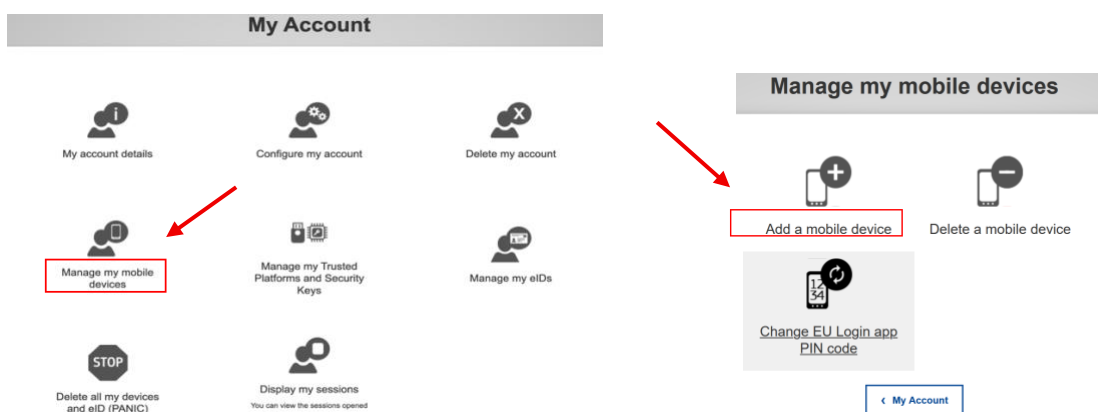 My Account
My account details
Configure my account
Delete my account
Manage my mobile
devices
Manage my Trusted
Platforms and Security
Keys
Manage my eIDs
STOP
Delete all my devices
and eID (PANIC)
Display my sessions
You can view the sessions opened
Manage my mobile devices
Add a mobile device
Delete a mobile device
12
34
Change EU Login app
PIN code
‹ My Account